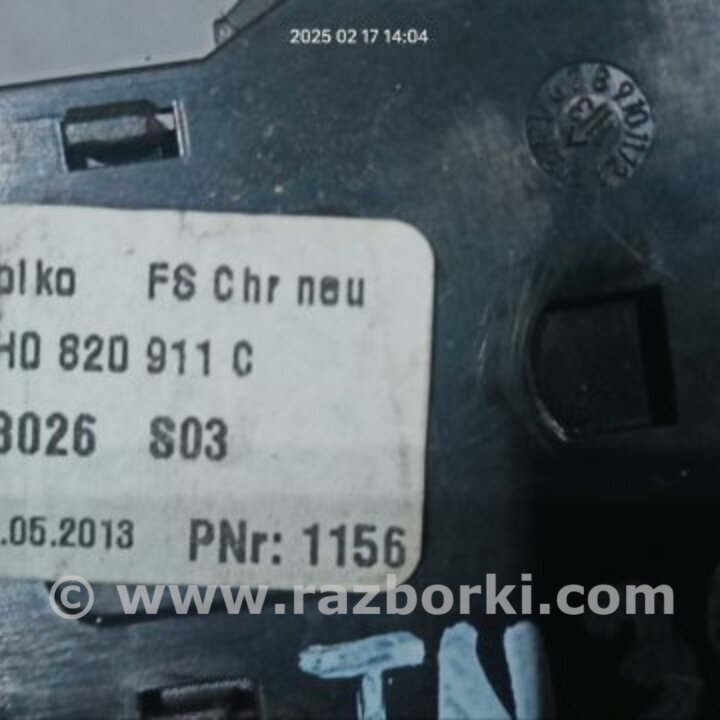 2025 02 17 14:04
olko FS Chr neu
H0 820 911 C
3026 S03
.05.2013 PNr: 1156
© www.razborki.com
TN